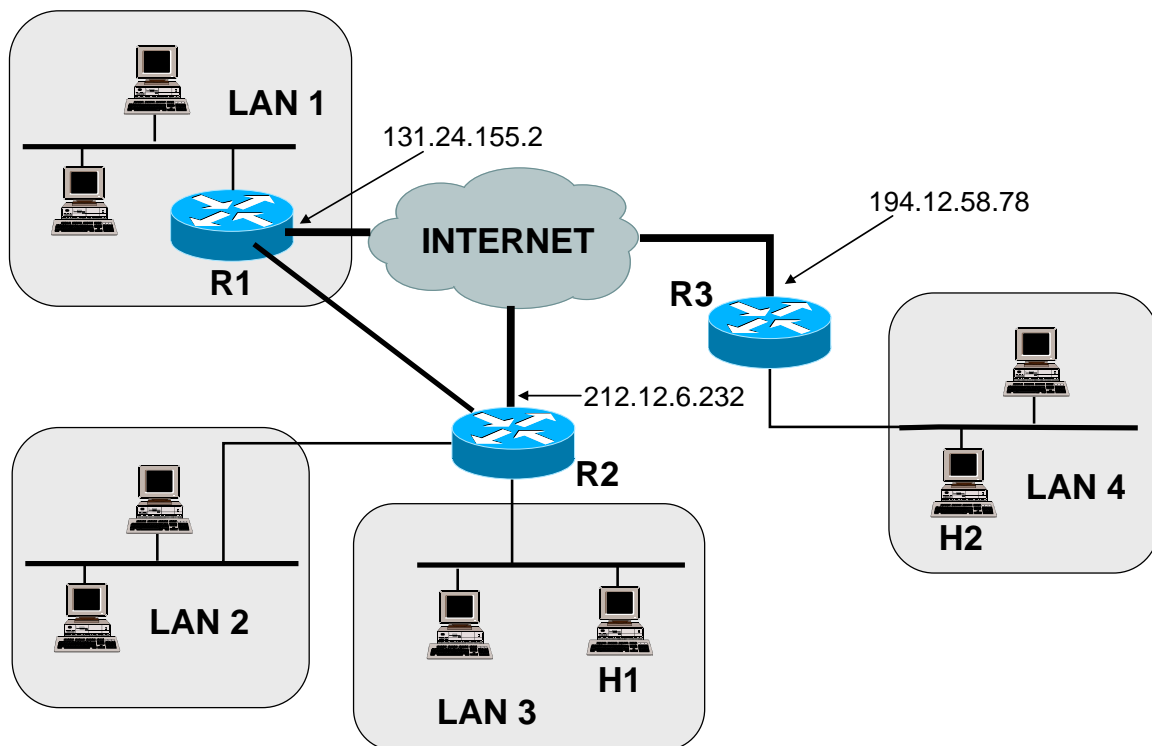 LAN 1
131.24.155.2
194.12.58.78
INTERNET
R1
R3
212.12.6.232
R2
LAN 4
H2
LAN 2
H1
LAN 3